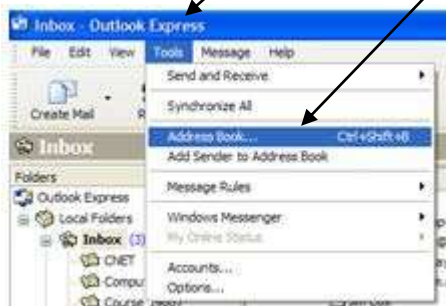 Inbox - Outlook Express
File Edit View Tools Message Help
Send and Receive
Create Mail
Synchronize All
Inbox
Address Book... Ctrl+Shift+B
Add Sender to Address Book
Folders
Message Rules
Outlook Express
Local Folders
Windows Messenger
Inbox (3)
My Online Status
CNET
Accounts...
Options...
Course